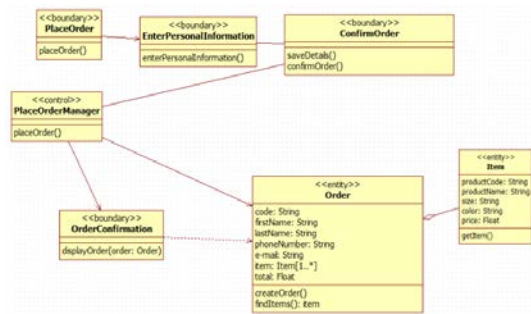 <<boundary>>
PlaceOrder
placeOrder()
<<boundary>>
EnterPersonalInformation
enterPersonalInformation()
<<boundary>>
ConfirmOrder
saveDetails()
confirmOrder()
<<control>>
PlaceOrderManager
placeOrder()
<<boundary>>
OrderConfirmation
displayOrder(order: Order)
<<entity>>
Order
code: String
firstName: String
lastName: String
phoneNumber: String
e-mail: String
item: Item[1..*]
total: Float
createOrder()
findItems(): item
<<entity>>
Item
productCode: String
productName: String
size: String
color: String
price: Float
getItem()